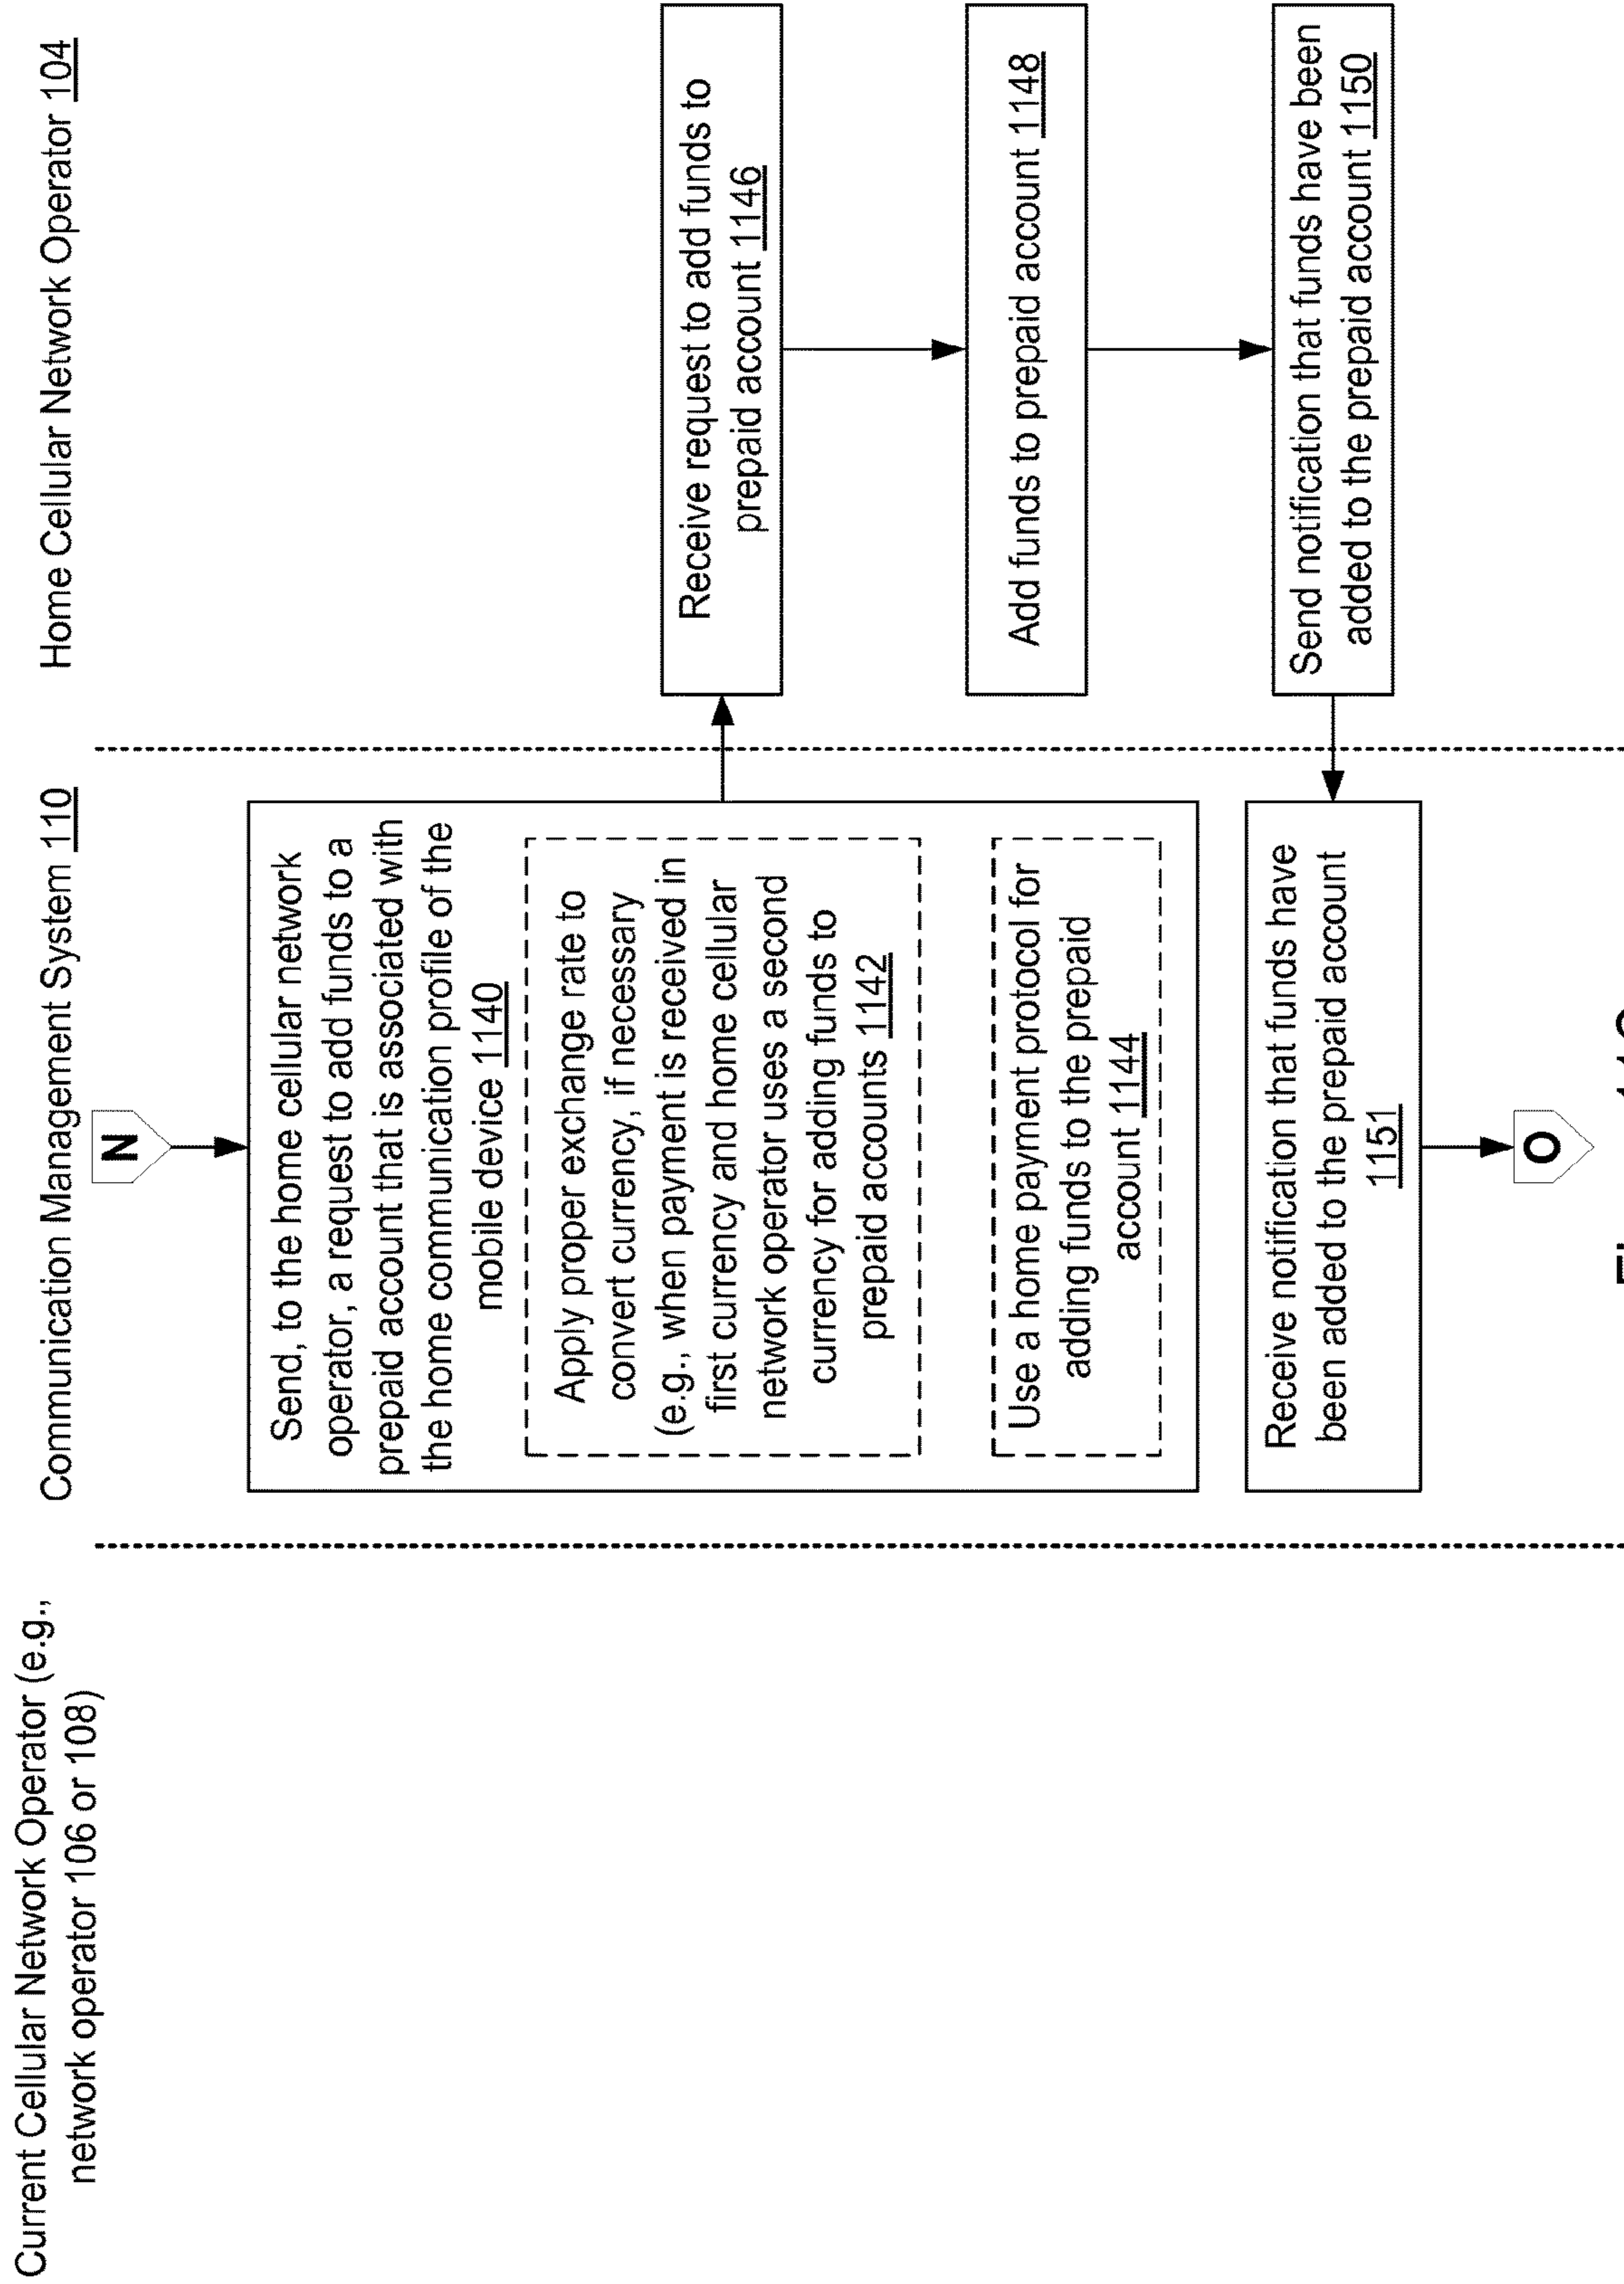 Current Cellular Network Operator (e.g.,
network operator 106 or 108)
Communication Management System 110
Home Cellular Network Operator 104
N
Send, to the home cellular network
operator, a request to add funds to a
prepaid account that is associated with
the home communication profile of the
mobile device 1140
Apply proper exchange rate to
convert currency, if necessary
(e.g., when payment is received in
first currency and home cellular
network operator uses a second
currency for adding funds to
prepaid accounts 1142
Use a home payment protocol for
adding funds to the prepaid
account 1144
Receive request to add funds to
prepaid account 1146
Add funds to prepaid account 1148
Send notification that funds have been
added to the prepaid account 1150
Receive notification that funds have
been added to the prepaid account
1151
O